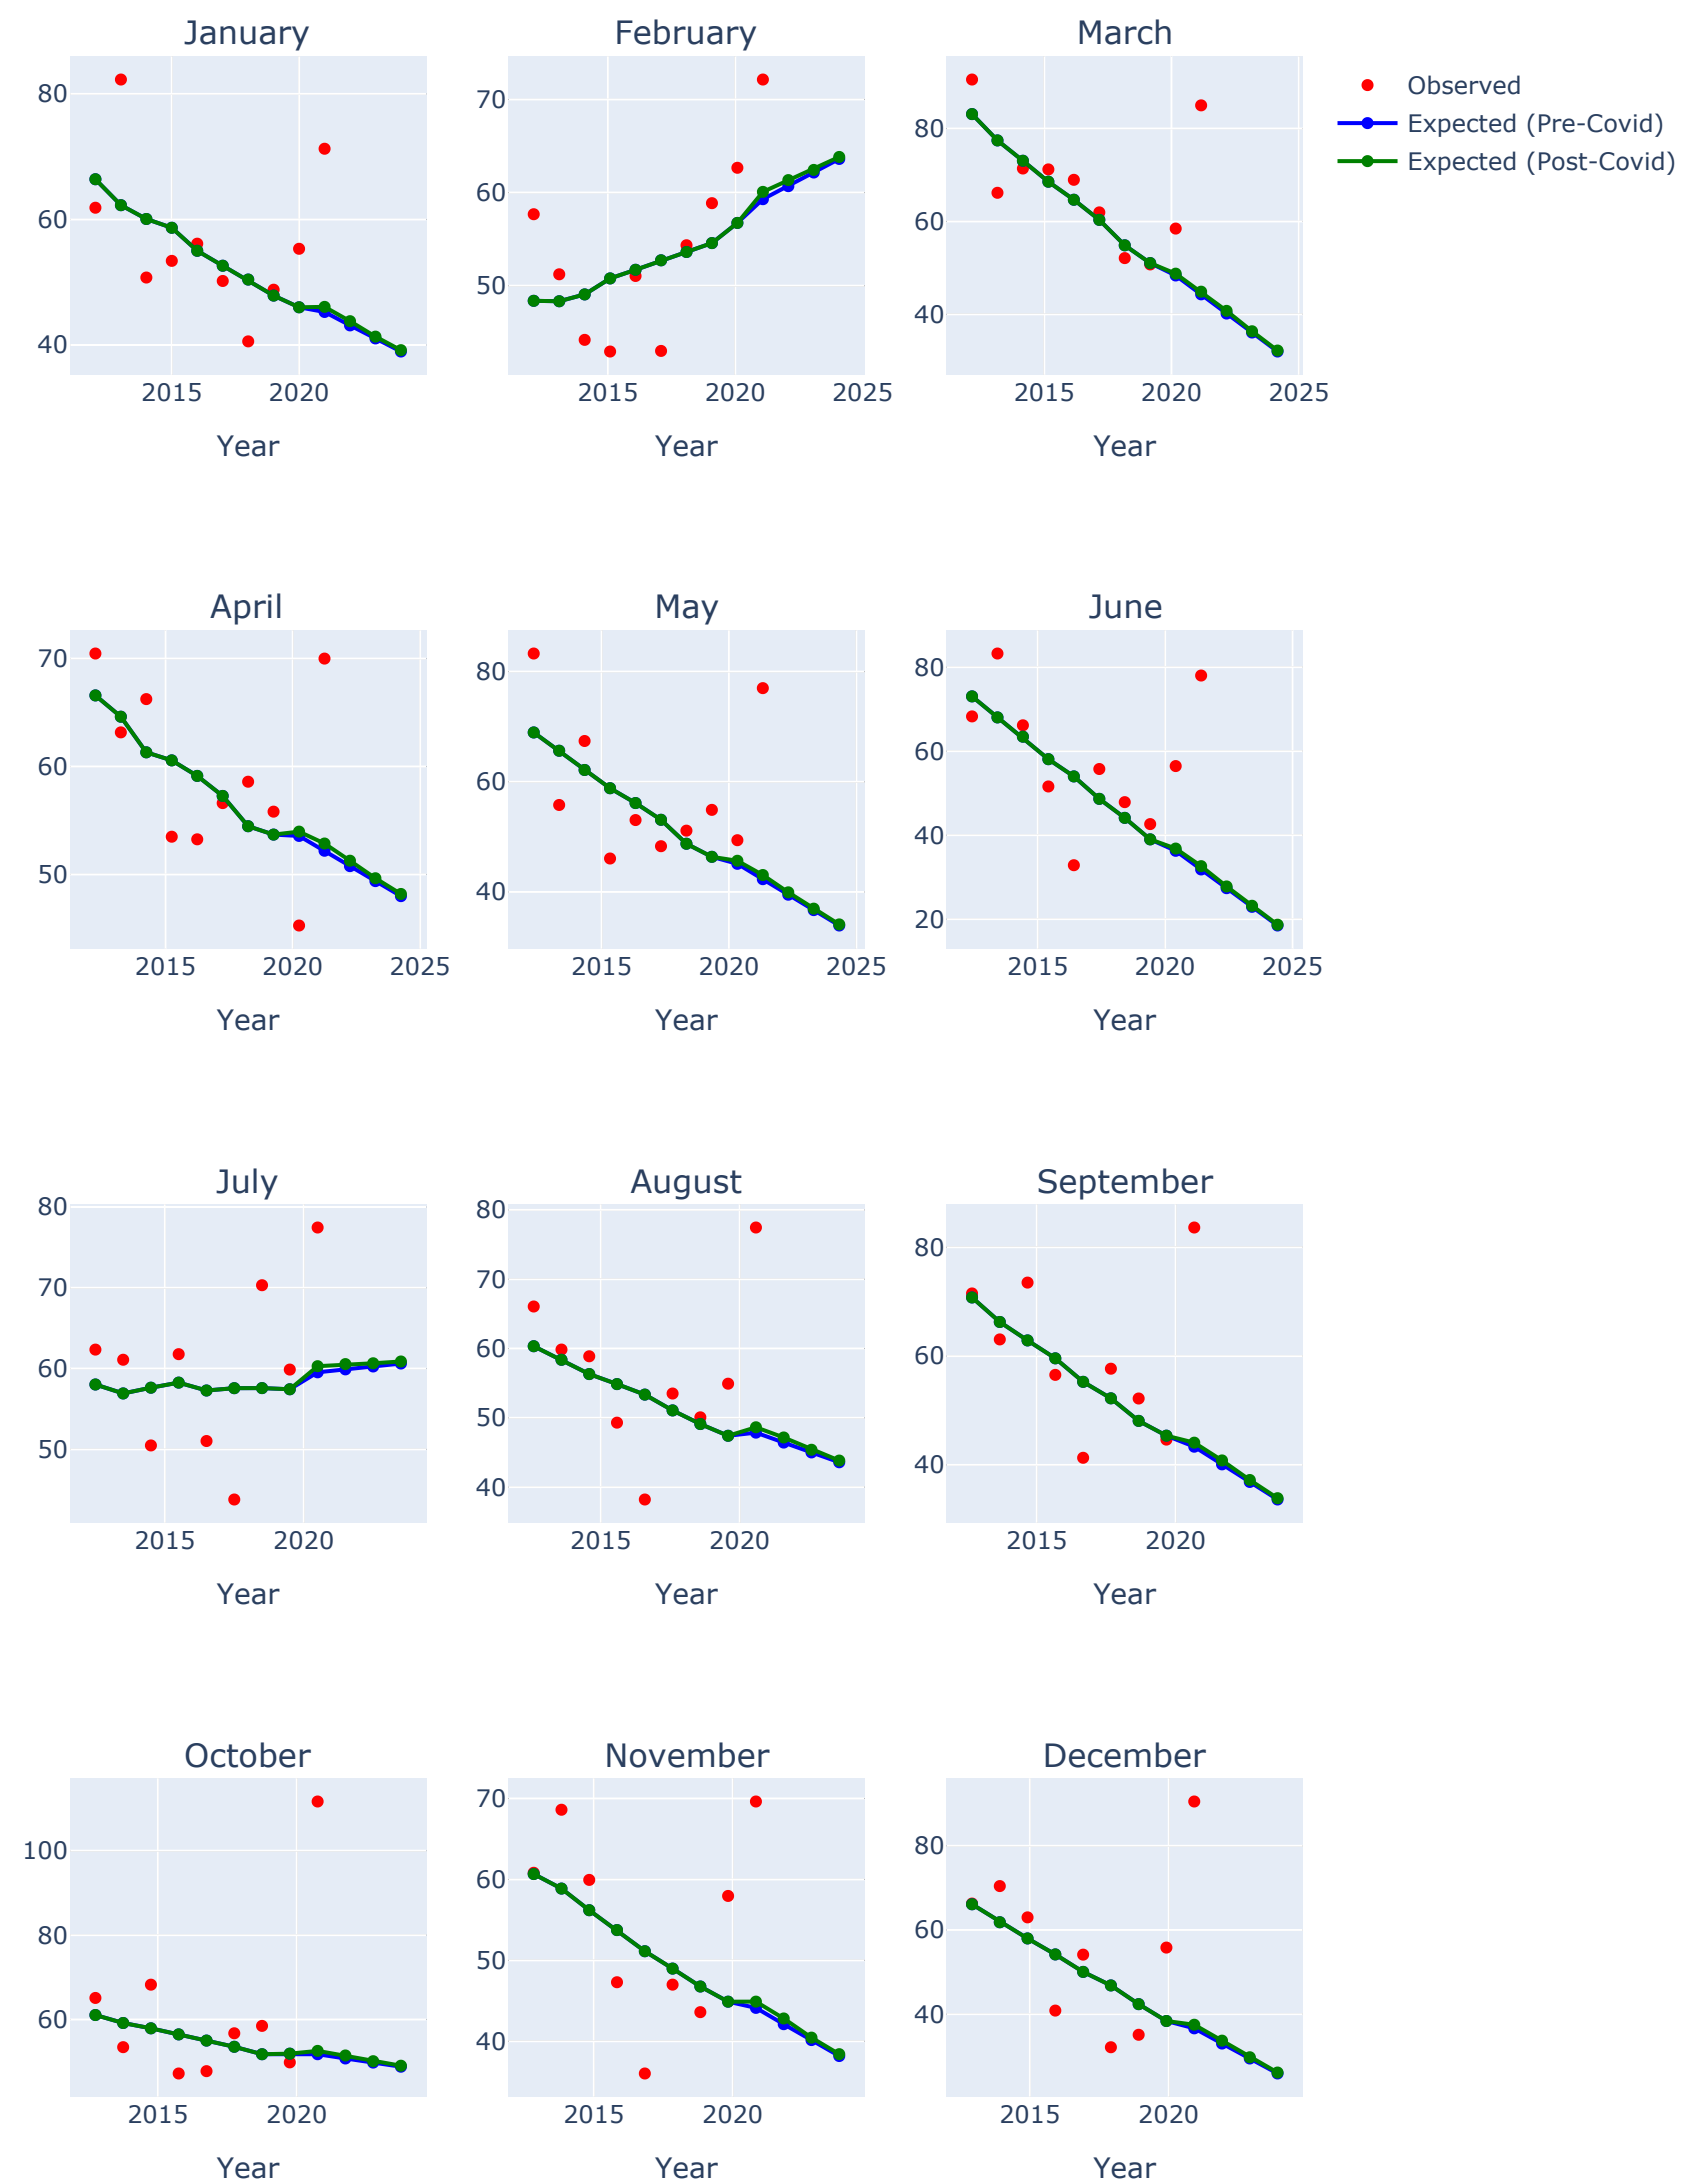 January
February
March
Observed
Expected (Pre-Covid)
Expected (Post-Covid)
80
60
40
2015
2020
Year
70
60
50
2015
2020
2025
Year
80
60
40
2015
2020
2025
Year
April
May
June
70
60
50
2015
2020
2025
Year
80
60
40
2015
2020
2025
Year
80
60
40
20
2015
2020
2025
Year
July
August
September
80
70
60
50
2015
2020
Year
80
70
60
50
40
2015
2020
Year
80
60
40
2015
2020
Year
October
November
December
100
80
60
2015
2020
Year
70
60
50
40
2015
2020
Year
80
60
40
2015
2020
Year